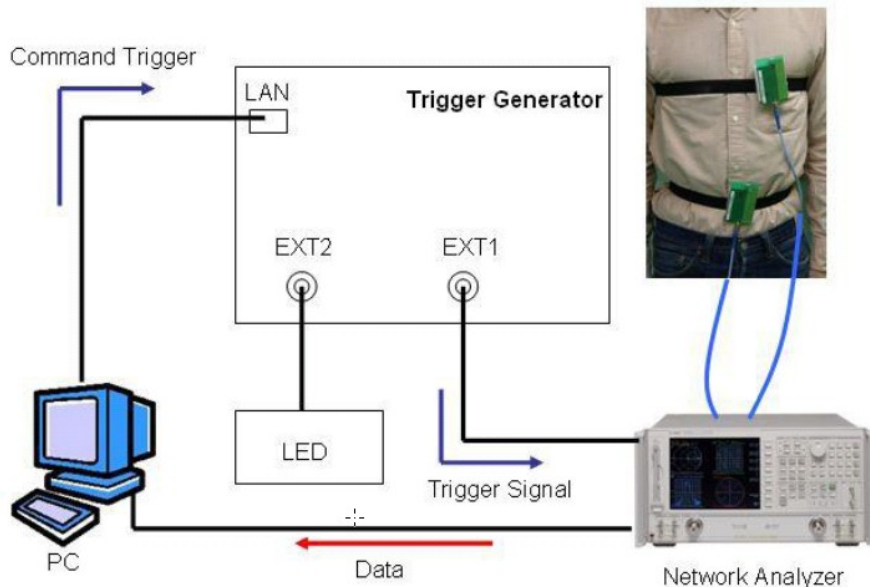 Command Trigger
LAN
Trigger Generator
EXT2
EXT1
LED
Trigger Signal
PC
Data
Network Analyzer